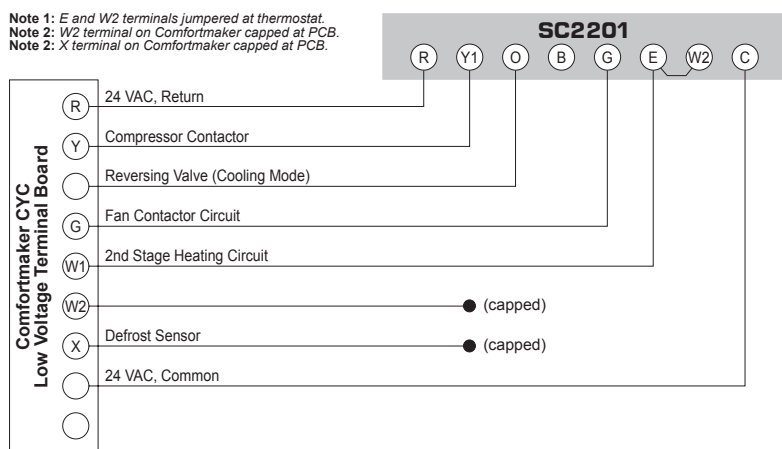 Note 1: E and W2 terminals jumpered at thermostat.
Note 2: W2 terminal on Comfortmaker capped at PCB.
Note 2: X terminal on Comfortmaker capped at PCB.
SC2201
R Y1 O B G E W2 C
Comfortmaker CYC
Low Voltage Terminal Board
R 24 VAC, Return
Y Compressor Contactor
Reversing Valve (Cooling Mode)
G Fan Contactor Circuit
W1 2nd Stage Heating Circuit
W2 (capped)
X Defrost Sensor (capped)
24 VAC, Common